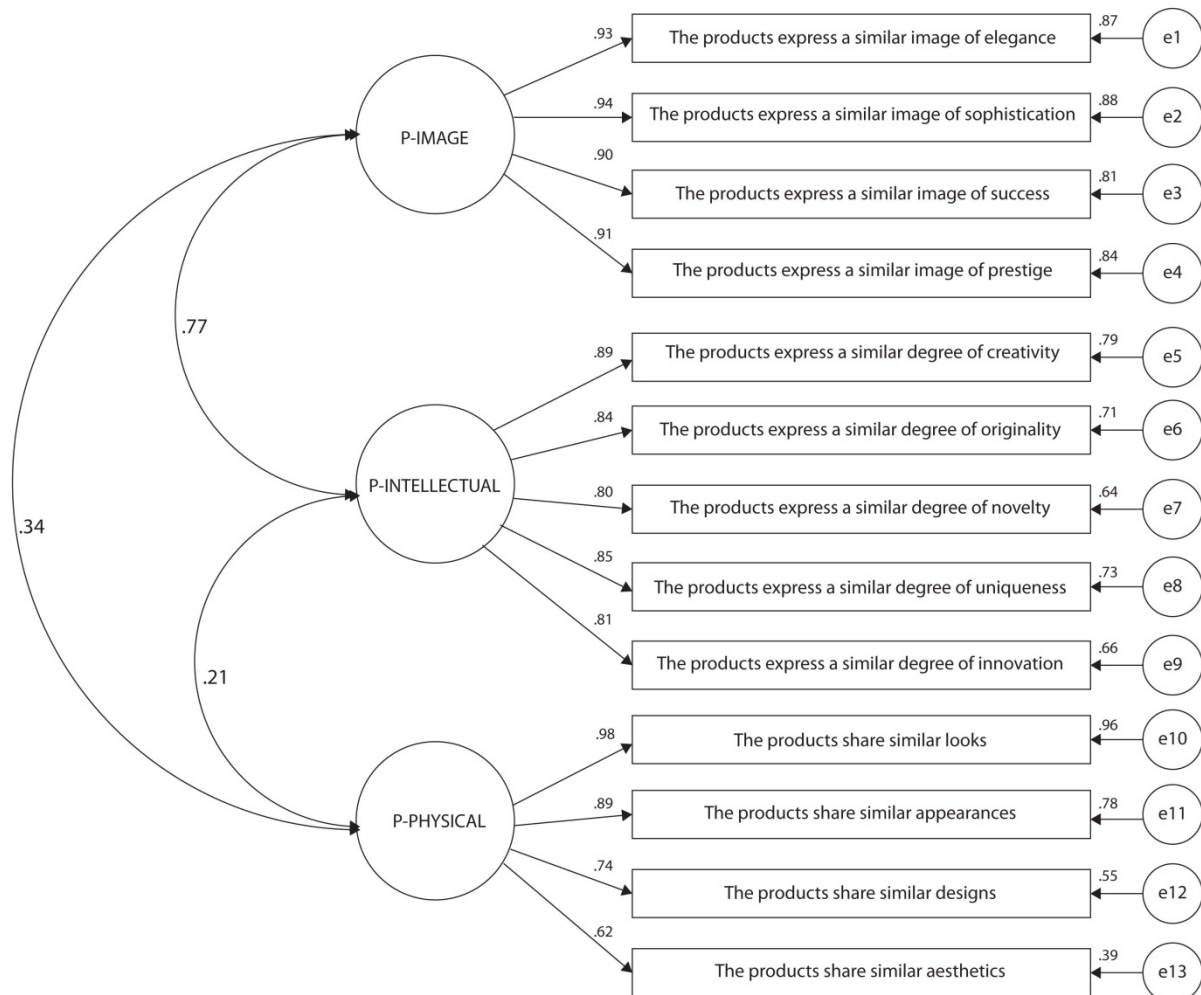 .93
The products express a similar image of elegance
.87
e1
.94
The products express a similar image of sophistication
.88
e2
P-IMAGE
.90
The products express a similar image of success
.81
e3
.91
The products express a similar image of prestige
.84
e4
.77
.89
The products express a similar degree of creativity
.79
e5
.84
The products express a similar degree of originality
.71
e6
P-INTELLECTUAL
.80
The products express a similar degree of novelty
.64
e7
.34
.85
The products express a similar degree of uniqueness
.73
e8
.81
The products express a similar degree of innovation
.66
e9
.21
.98
The products share similar looks
.96
e10
.89
The products share similar appearances
.78
e11
P-PHYSICAL
.74
The products share similar designs
.55
e12
.62
The products share similar aesthetics
.39
e13